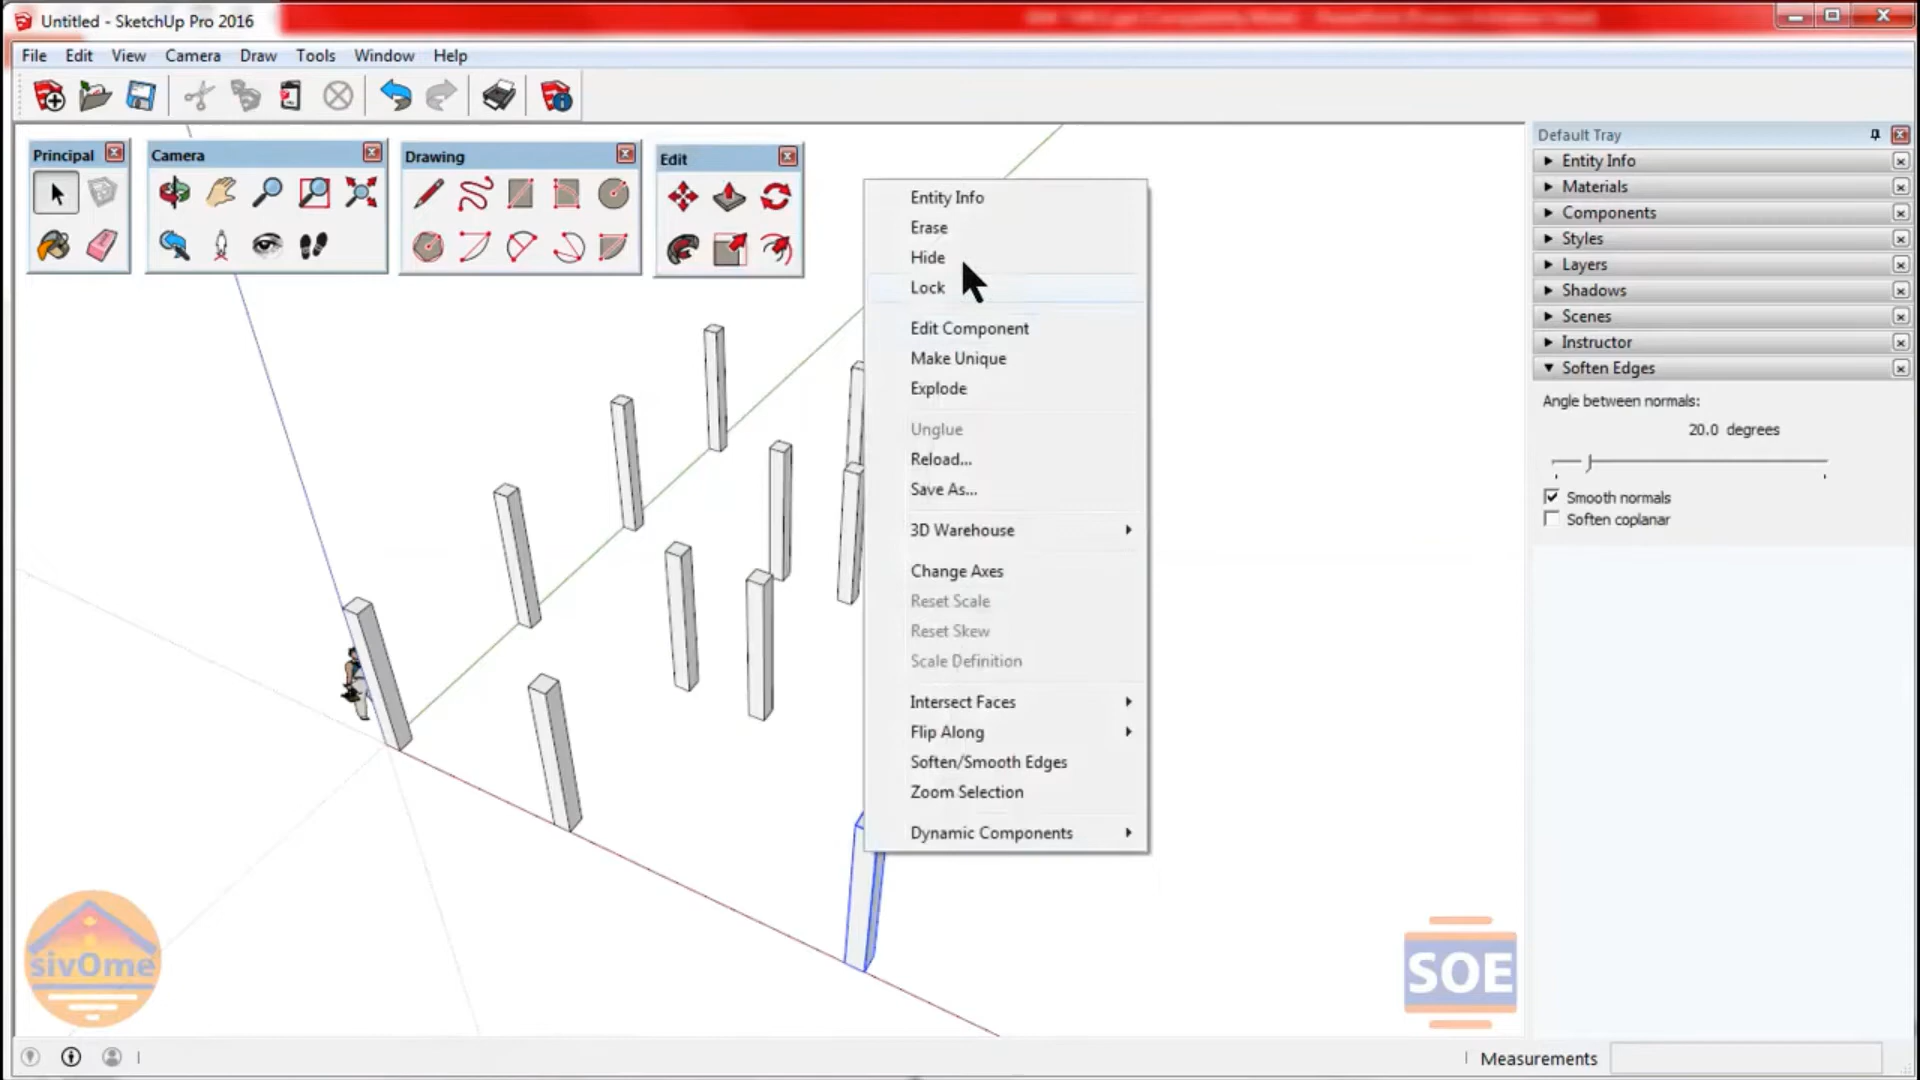 Untitled - SketchUp Pro 2016
File Edit View Camera Draw Tools Window Help
Principal
Camera
Drawing
Edit
Entity Info
Erase
Hide
Lock
Edit Component
Make Unique
Explode
Unglue
Reload...
Save As...
3D Warehouse
Change Axes
Reset Scale
Reset Skew
Scale Definition
Intersect Faces
Flip Along
Soften/Smooth Edges
Zoom Selection
Dynamic Components
Default Tray
Entity Info
Materials
Components
Styles
Layers
Shadows
Scenes
Instructor
Soften Edges
Angle between normals:
20.0 degrees
Smooth normals
Soften coplanar
sivOme
SOE
Measurements